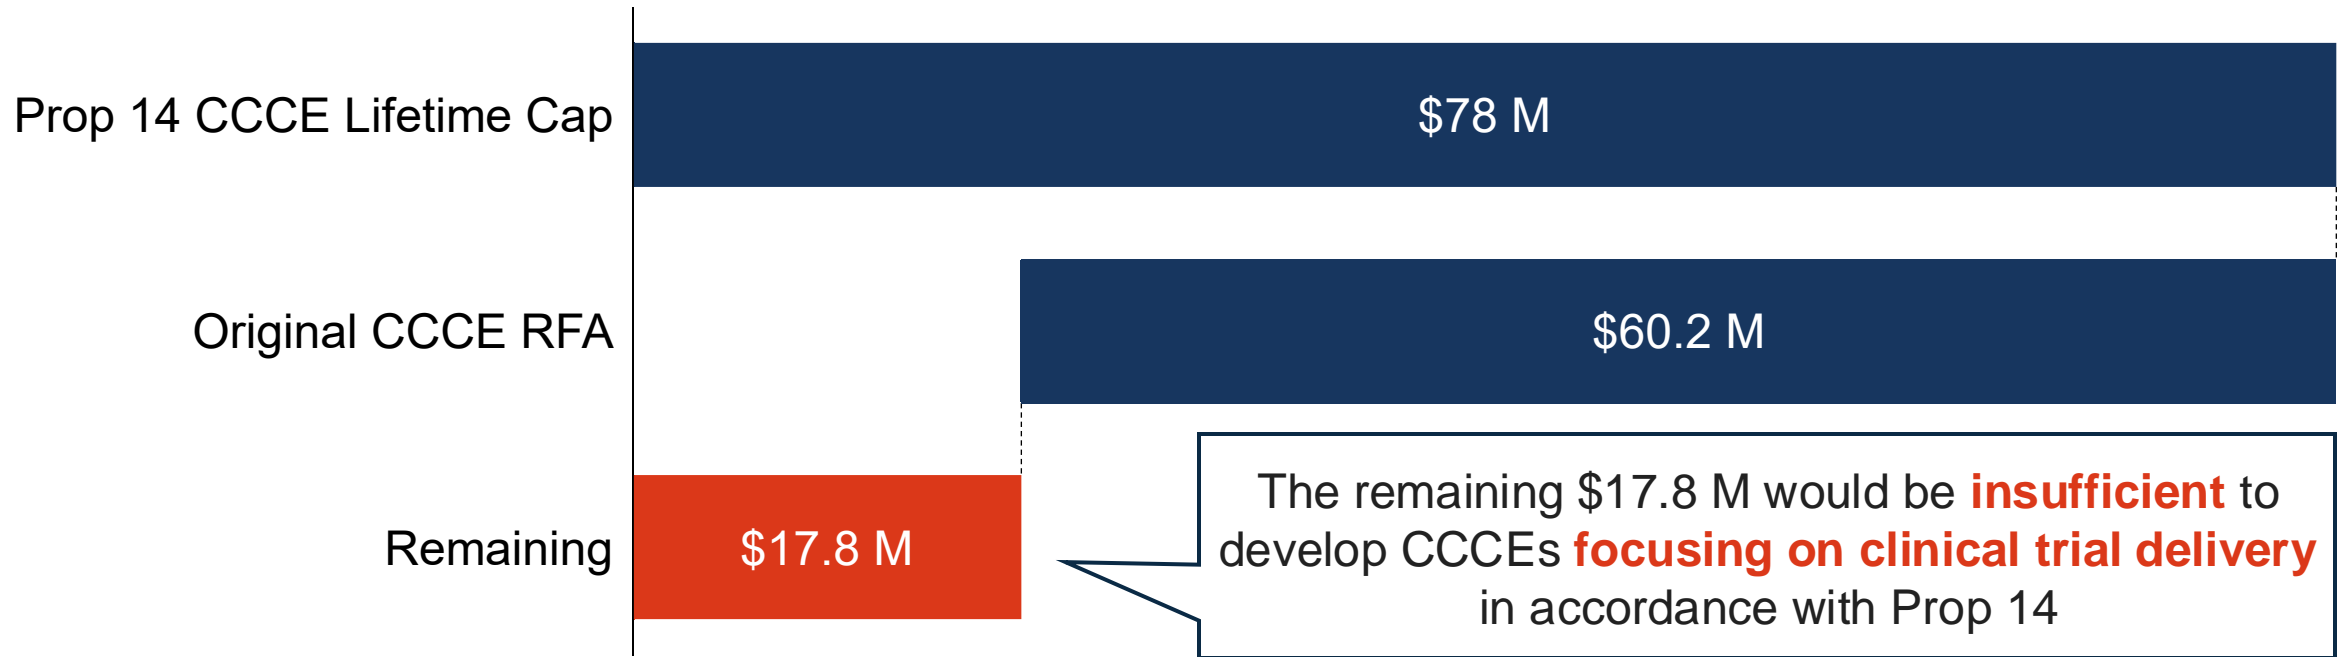 Prop 14 CCCE Lifetime Cap
$78 M
Original CCCE RFA
$60.2 M
Remaining
$17.8 M
The remaining $17.8 M would be insufficient to
develop CCCEs focusing on clinical trial delivery
in accordance with Prop 14